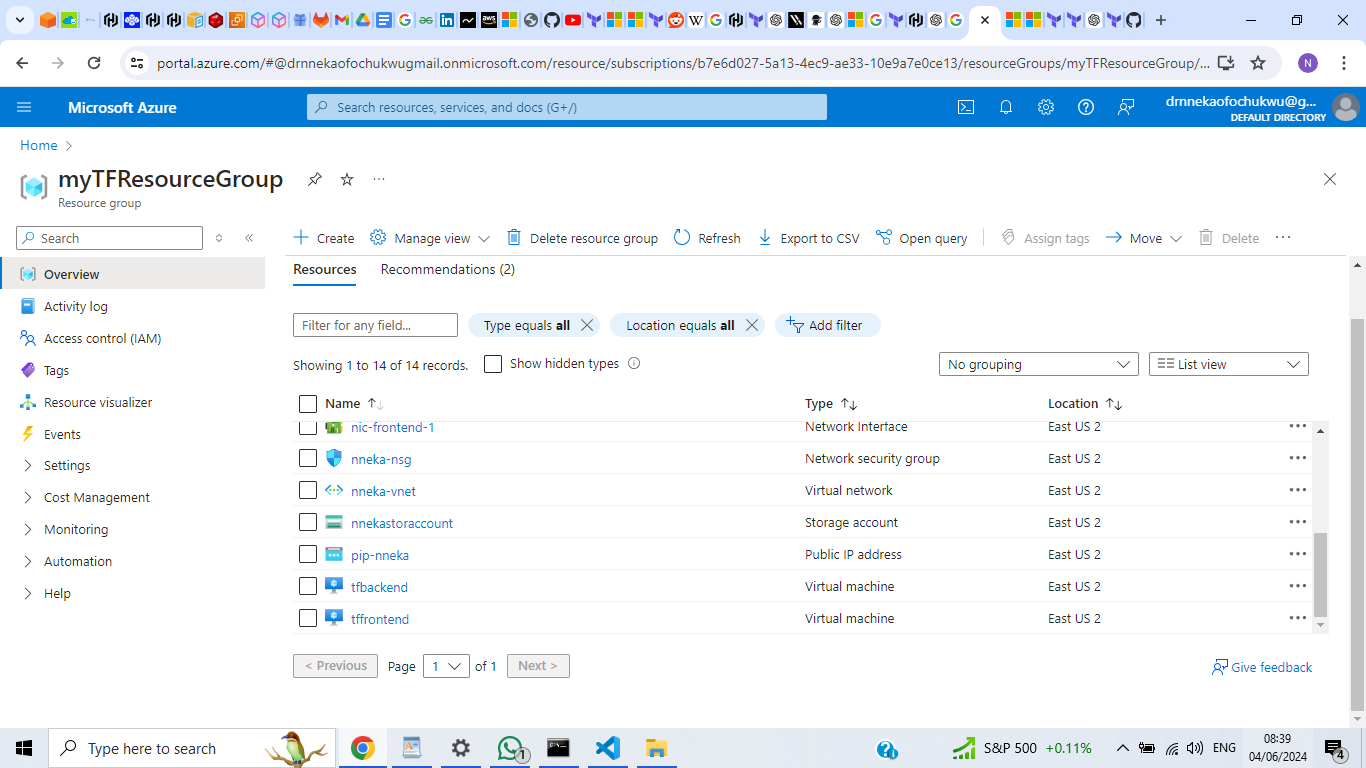 portal.azure.com/#@drnnekaofochukwugmail.onmicrosoft.com/resource/subscriptions/b7e6d027-5a13-4ec9-ae33-10e9a7e0ce13/resourceGroups/myTFResourceGroup/...
N
Microsoft Azure
Search resources, services, and docs (G+/)
drnnekaofochukwu@g...
DEFAULT DIRECTORY
Home
myTFResourceGroup
Resource group
Search
Create
Manage view
Delete resource group
Refresh
Export to CSV
Open query
Assign tags
Move
Delete
Overview
Activity log
Access control (IAM)
Tags
Resource visualizer
Events
Settings
Cost Management
Monitoring
Automation
Help
Resources Recommendations (2)
Filter for any field...
Type equals all
Location equals all
Add filter
Showing 1 to 14 of 14 records.
Show hidden types
No grouping
List view
Name Type Location
nic-frontend-1 Network Interface East US 2
nneka-nsg Network security group East US 2
nneka-vnet Virtual network East US 2
nnekastoraccount Storage account East US 2
pip-nneka Public IP address East US 2
tfbackend Virtual machine East US 2
tffrontend Virtual machine East US 2
< Previous Page 1 of 1 Next >
Give feedback
Type here to search
1
S&P 500 +0.11%
ENG
08:39
04/06/2024
4